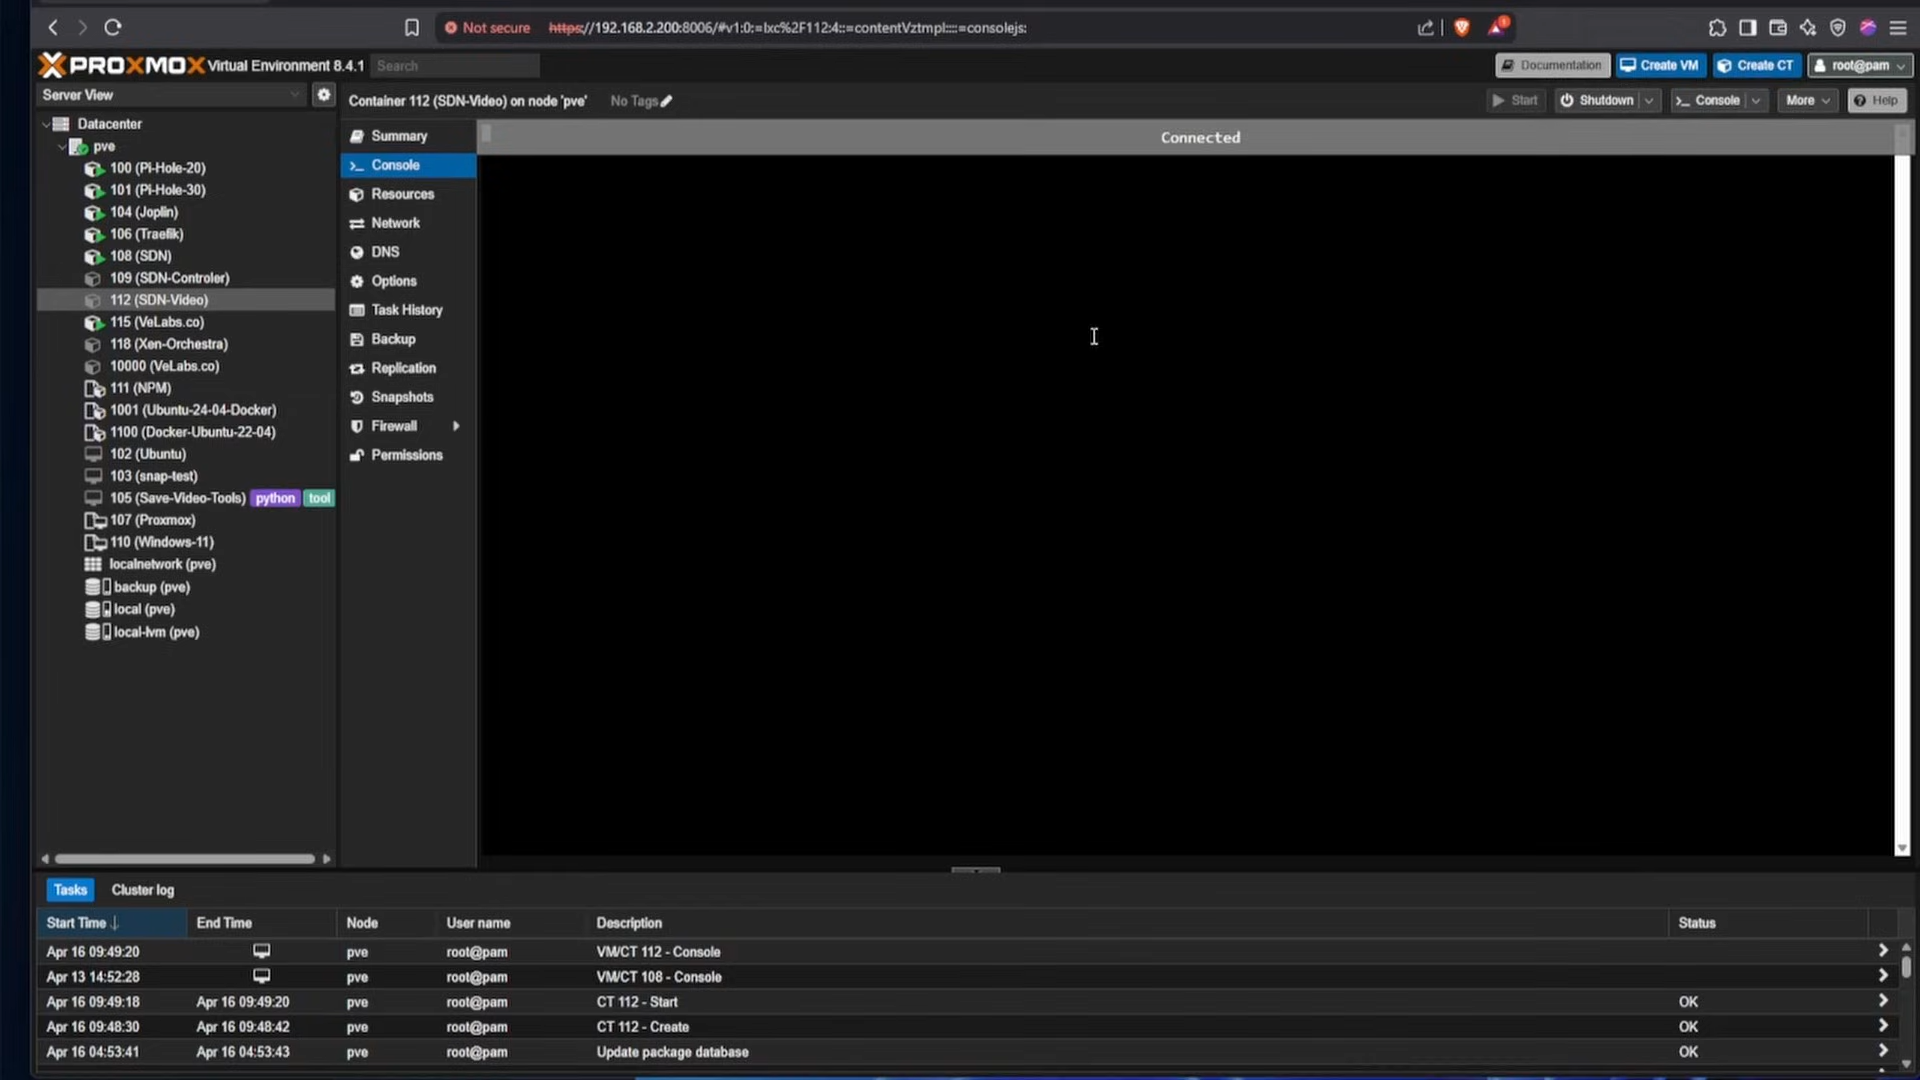 Not secure https://192.168.2.200:8006/#v1:0:=lxc%2F112:4::=contentVztmpl::::=consolejs:
PROXMOX Virtual Environment 8.4.1 Search Documentation Create VM Create CT root@pam
Server View
Container 112 (SDN-Video) on node 'pve' No Tags Start Shutdown Console More Help
Datacenter
pve
100 (Pi-Hole-20)
101 (Pi-Hole-30)
104 (Joplin)
106 (Traefik)
108 (SDN)
109 (SDN-Controler)
112 (SDN-Video)
115 (VeLabs.co)
118 (Xen-Orchestra)
10000 (VeLabs.co)
111 (NPM)
1001 (Ubuntu-24-04-Docker)
1100 (Docker-Ubuntu-22-04)
102 (Ubuntu)
103 (snap-test)
105 (Save-Video-Tools) python tool
107 (Proxmox)
110 (Windows-11)
localnetwork (pve)
backup (pve)
local (pve)
local-lvm (pve)
Summary
>_ Console
Resources
Network
DNS
Options
Task History
Backup
Replication
Snapshots
Firewall
Permissions
Connected
Tasks Cluster log
Start Time End Time Node User name Description Status
Apr 16 09:49:20 pve root@pam VM/CT 112 - Console
Apr 13 14:52:28 pve root@pam VM/CT 108 - Console
Apr 16 09:49:18 Apr 16 09:49:20 pve root@pam CT 112 - Start OK
Apr 16 09:48:30 Apr 16 09:48:42 pve root@pam CT 112 - Create OK
Apr 16 04:53:41 Apr 16 04:53:43 pve root@pam Update package database OK